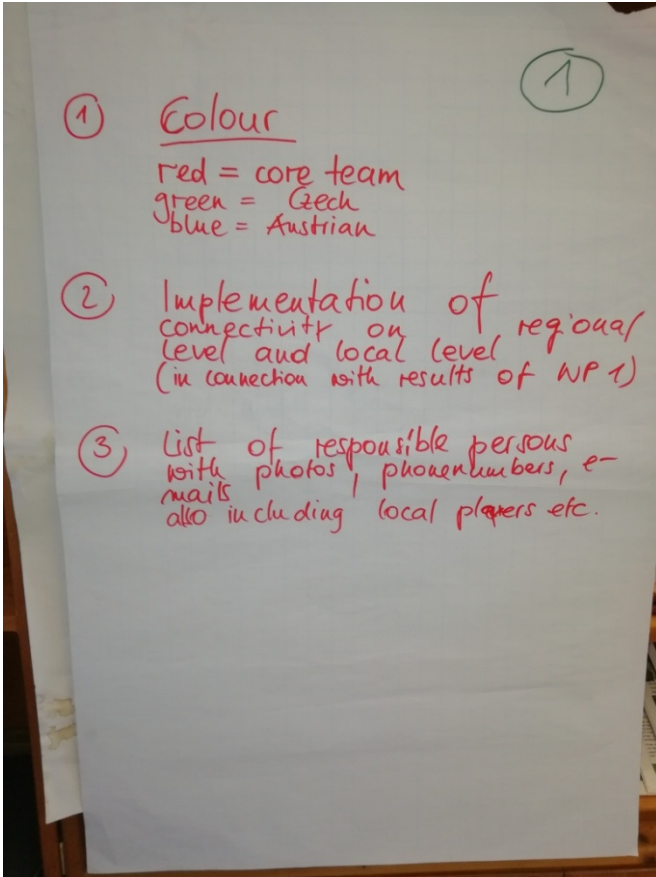 1
① Colour
red = core team
green = Czech
blue = Austrian
② Implementation of
connectivity on regional
level and local level
(in connection with results of WP 1)
③ List of responsible persons
with photos, phonenumbers, e-
mails
also including local players etc.